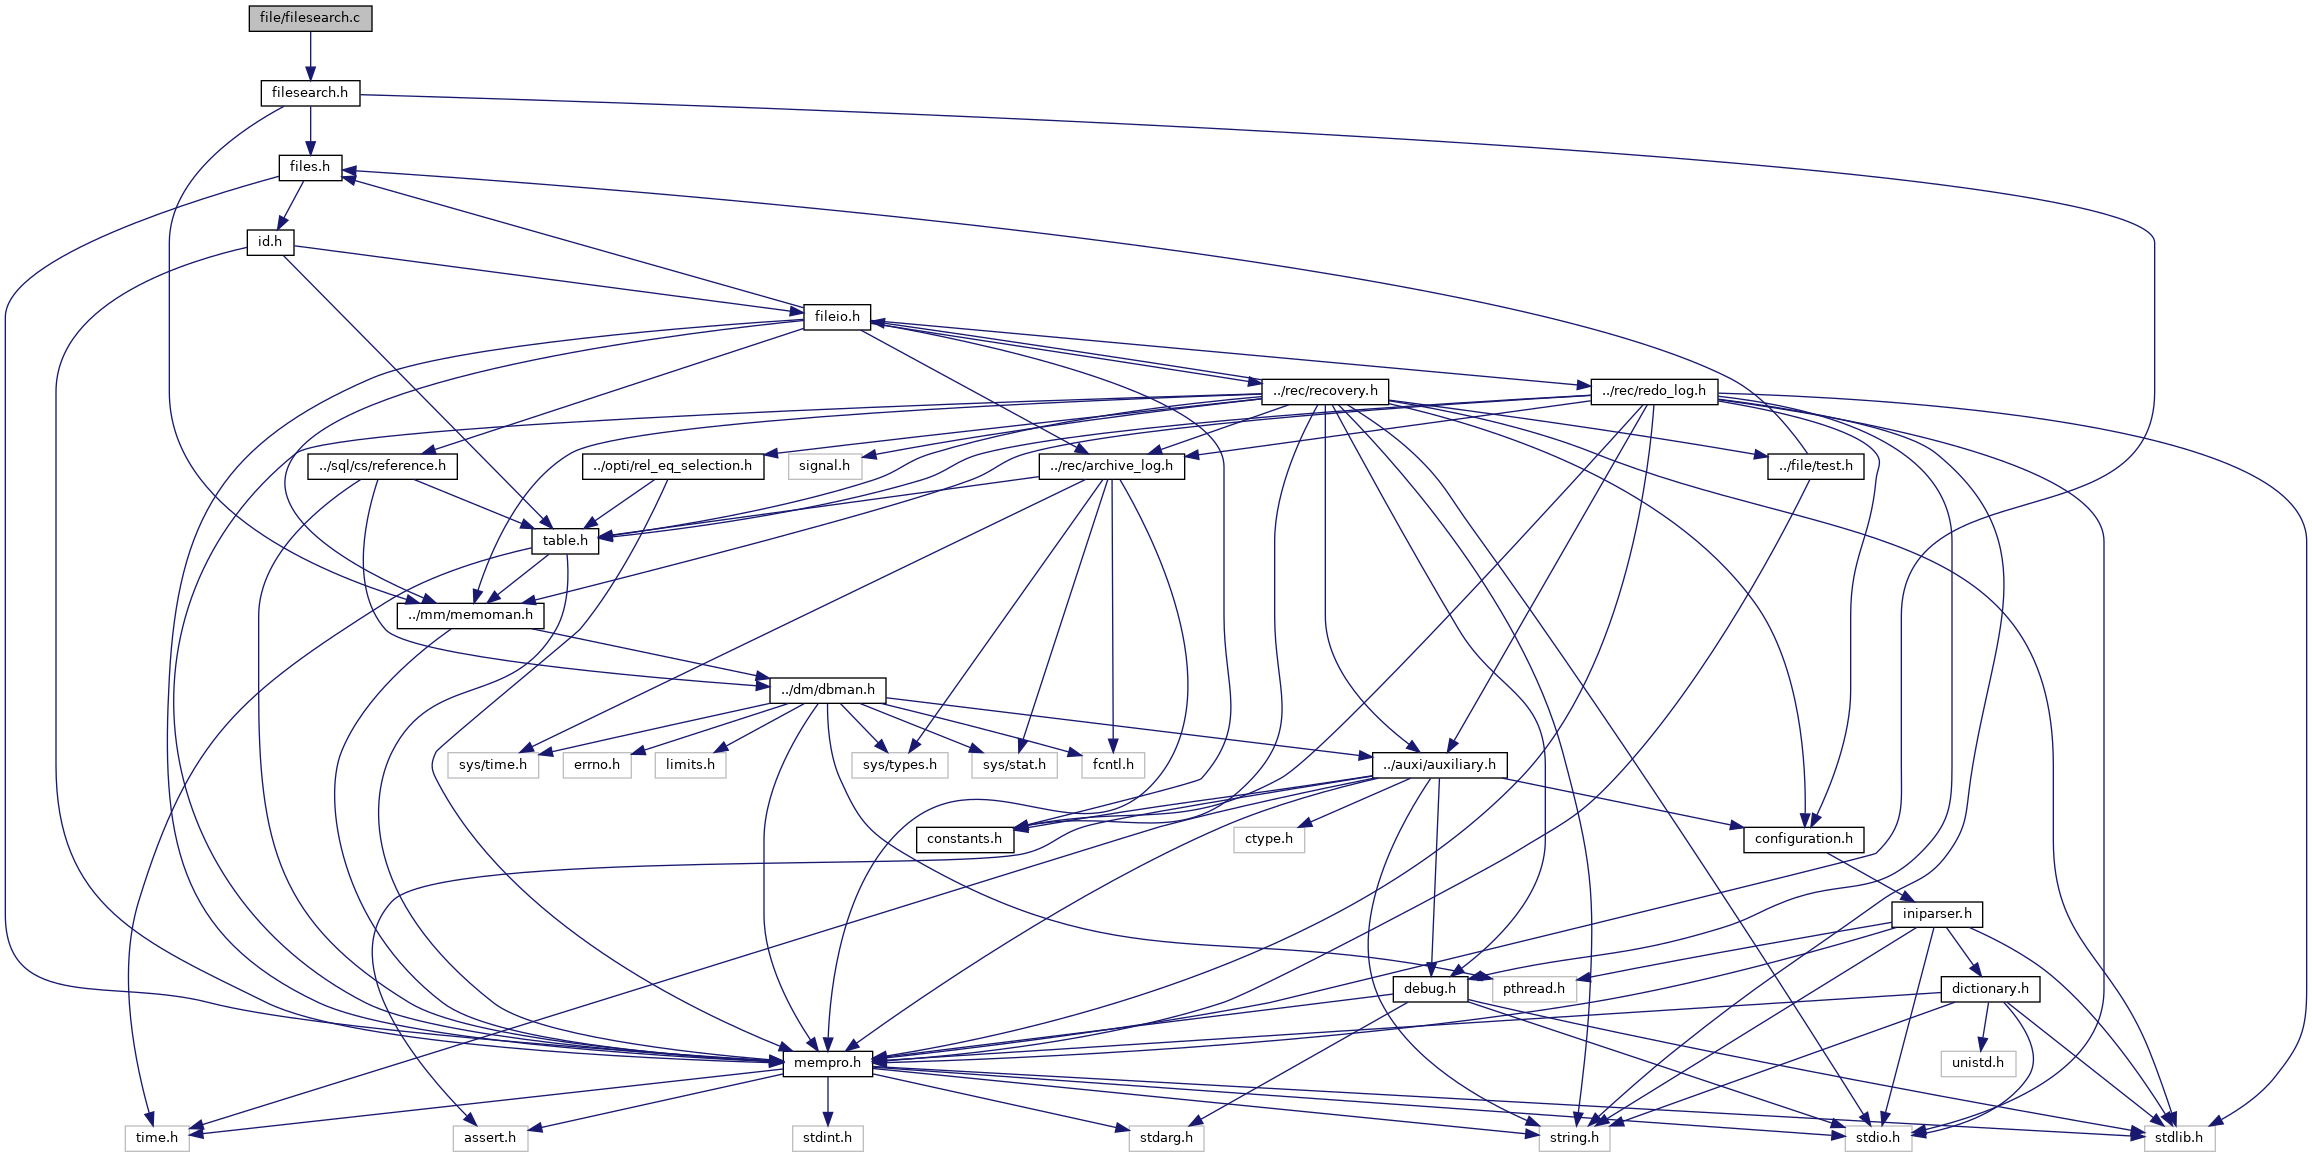 file/filesearch.c
filesearch.h
files.h
id.h
fileio.h
../rec/recovery.h
../rec/redo_log.h
../sql/cs/reference.h
../opti/rel_eq_selection.h
signal.h
../rec/archive_log.h
../file/test.h
table.h
../mm/memoman.h
../dm/dbman.h
sys/time.h
errno.h
limits.h
sys/types.h
sys/stat.h
fcntl.h
../auxi/auxiliary.h
constants.h
ctype.h
configuration.h
iniparser.h
debug.h
pthread.h
dictionary.h
mempro.h
unistd.h
time.h
assert.h
stdint.h
stdarg.h
string.h
stdio.h
stdlib.h